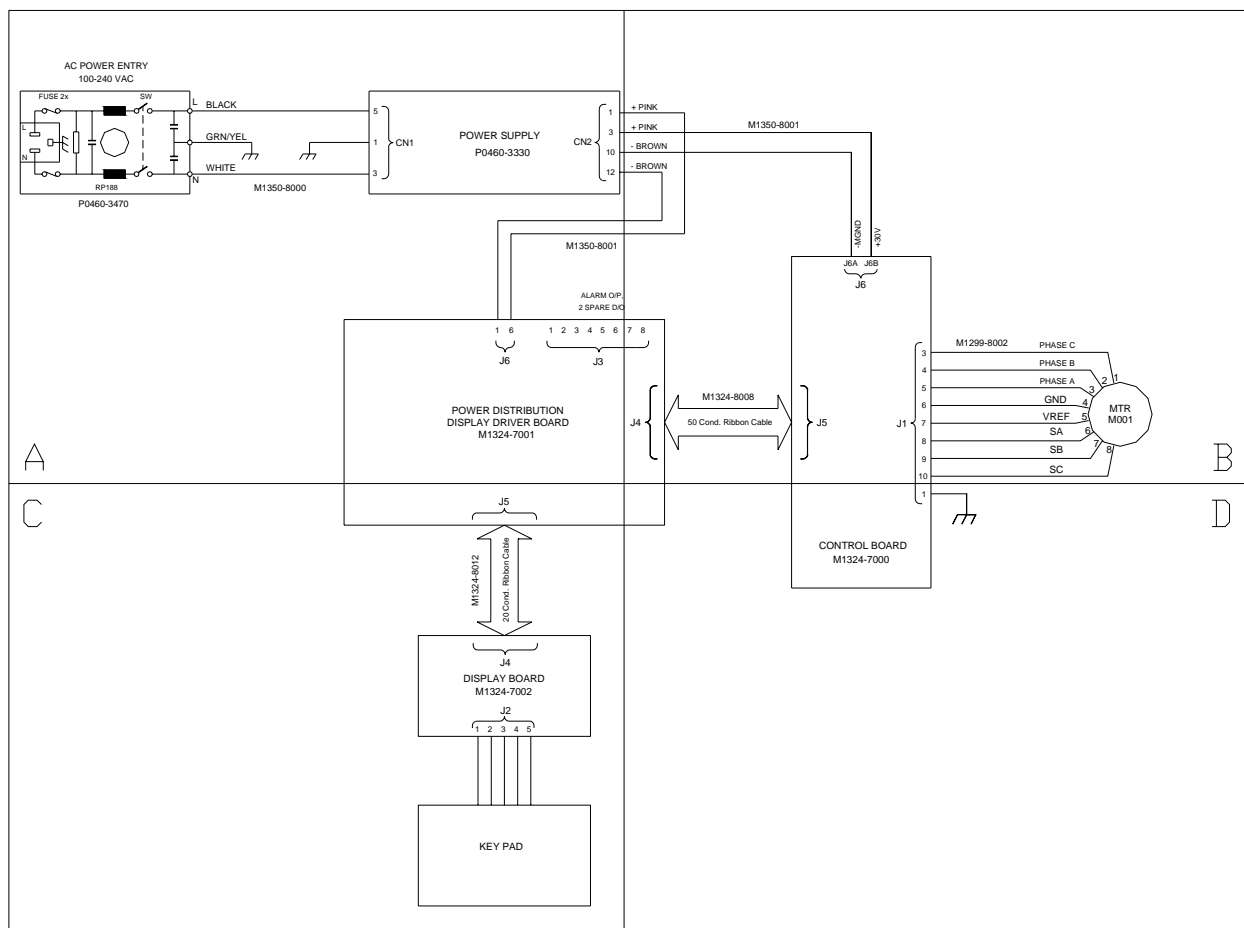 AC POWER ENTRY
100-240 VAC
FUSE 2x
SW
L
N
RP188
P0460-3470
L
BLACK
GRN/YEL
WHITE
N
M1350-8000
5
1
3
CN1
POWER SUPPLY
P0460-3330
CN2
1
3
10
12
+ PINK
+ PINK
- BROWN
- BROWN
M1350-8001
M1350-8001
-MGND
+30V
J6A J6B
J6
ALARM O/P,
2 SPARE D/O
1 6
J6
1 2 3 4 5 6 7 8
J3
POWER DISTRIBUTION
DISPLAY DRIVER BOARD
M1324-7001
J4
M1324-8008
50 Cond. Ribbon Cable
J5
J1
3
4
5
6
7
8
9
10
1
M1299-8002
PHASE C
PHASE B
PHASE A
GND
VREF
SA
SB
SC
1
2
3
4
5
6
7
8
MTR
M001
A
B
C
D
J5
M1324-8012
20 Cond. Ribbon Cable
CONTROL BOARD
M1324-7000
J4
DISPLAY BOARD
M1324-7002
J2
1 2 3 4 5
KEY PAD